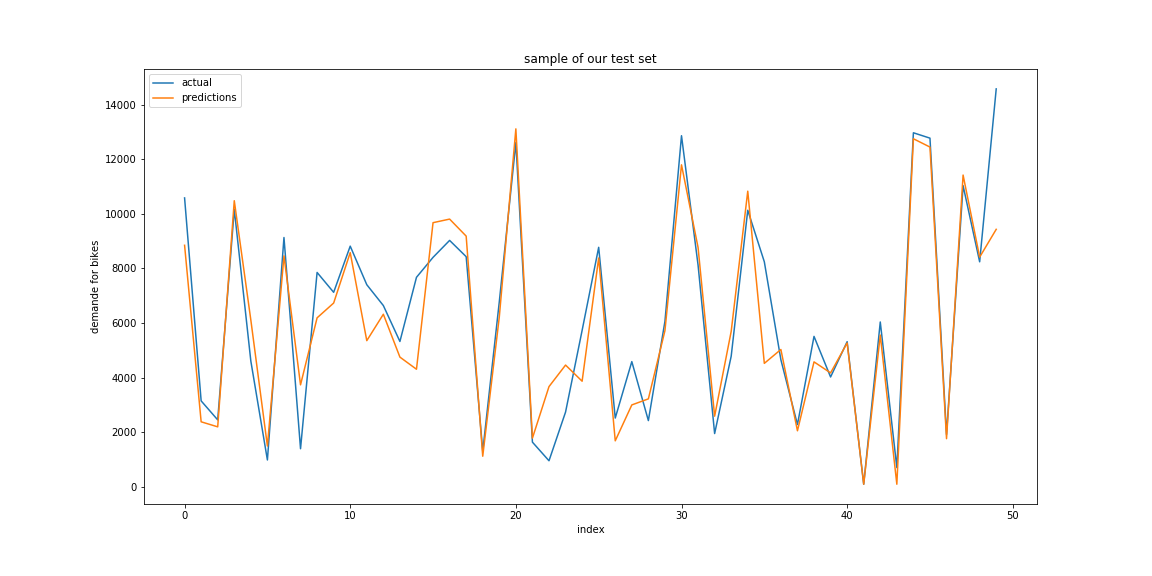 sample of our test set
actual
predictions
demande for bikes
14000
12000
10000
8000
6000
4000
2000
0
0 10 20 30 40 50
index